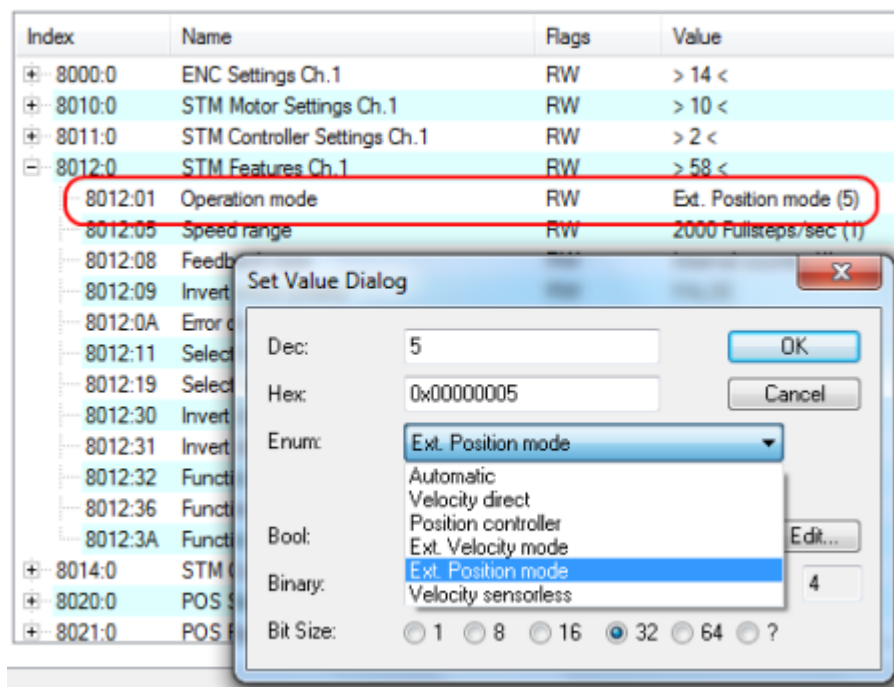 Index Name Flags Value
8000:0 ENC Settings Ch.1 RW > 14 <
8010:0 STM Motor Settings Ch.1 RW > 10 <
8011:0 STM Controller Settings Ch.1 RW > 2 <
8012:0 STM Features Ch.1 RW > 58 <
8012:01 Operation mode RW Ext. Position mode (5)
8012:05 Speed range RW 2000 Fullsteps/sec (1)
8012:08 Feedb
8012:09 Invert
8012:0A Error
8012:11 Select
8012:19 Select
8012:30 Invert
8012:31 Invert
8012:32 Functi
8012:36 Functi
8012:3A Functi
8014:0 STM
8020:0 POS
8021:0 POS
Set Value Dialog
Dec: 5 OK
Hex: 0x00000005 Cancel
Enum: Ext. Position mode
Automatic
Velocity direct
Position controller
Ext. Velocity mode
Ext. Position mode
Velocity sensorless
Bool: Edit...
Binary: 4
Bit Size: 1 8 16 32 64 ?